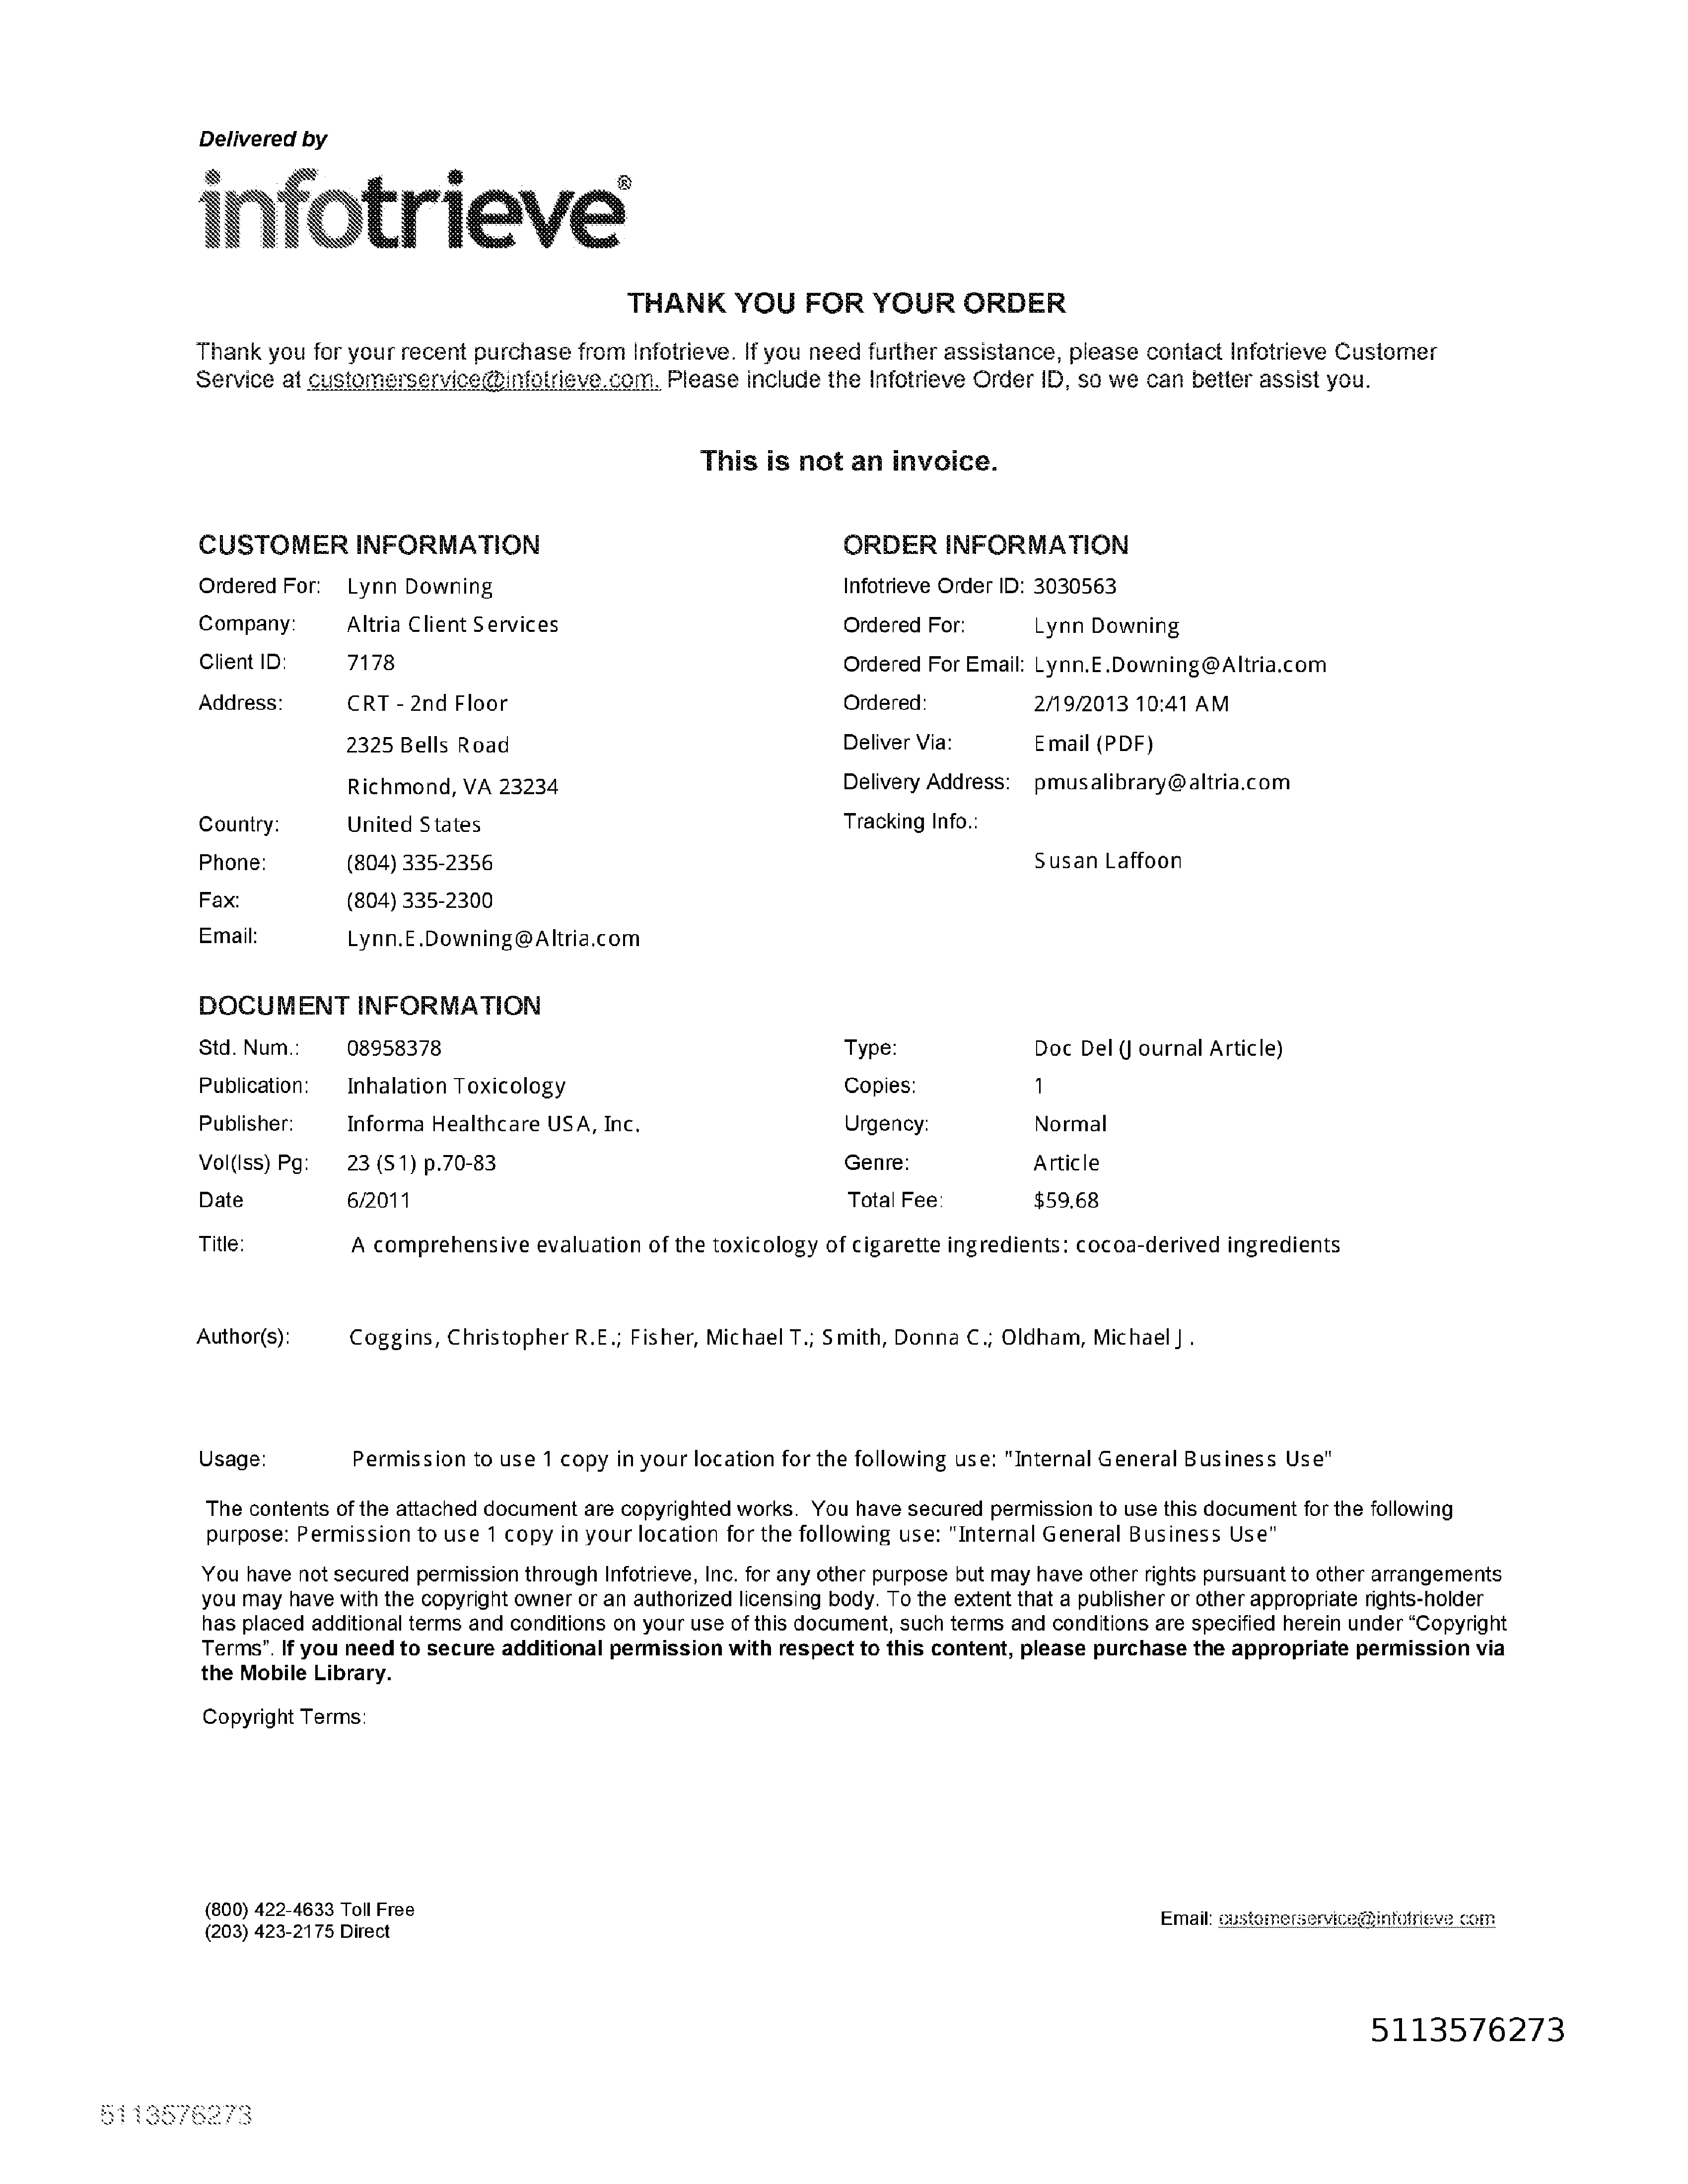 Delivered by
infotrieve®
THANK YOU FOR YOUR ORDER
Thank you for your recent purchase from Infotrieve. If you need further assistance, please contact Infotrieve Customer
Service at customerservice@infotrieve.com. Please include the Infotrieve Order ID, so we can better assist you.
This is not an invoice.
CUSTOMER INFORMATION
Ordered For: Lynn Downing
Company: Altria Client Services
Client ID: 7178
Address: CRT - 2nd Floor
2325 Bells Road
Richmond, VA 23234
Country: United States
Phone: (804) 335-2356
Fax: (804) 335-2300
Email: Lynn.E.Downing@Altria.com
ORDER INFORMATION
Infotrieve Order ID: 3030563
Ordered For: Lynn Downing
Ordered For Email: Lynn.E.Downing@Altria.com
Ordered: 2/19/2013 10:41 AM
Deliver Via: Email (PDF)
Delivery Address: pmusalibrary@altria.com
Tracking Info.:
Susan Laffoon
DOCUMENT INFORMATION
Std. Num.: 08958378
Publication: Inhalation Toxicology
Publisher: Informa Healthcare USA, Inc.
Vol(Iss) Pg: 23 (S1) p.70-83
Date 6/2011
Type: Doc Del (Journal Article)
Copies: 1
Urgency: Normal
Genre: Article
Total Fee: $59.68
Title: A comprehensive evaluation of the toxicology of cigarette ingredients: cocoa-derived ingredients
Author(s): Coggins, Christopher R.E.; Fisher, Michael T.; Smith, Donna C.; Oldham, Michael J.
Usage: Permission to use 1 copy in your location for the following use: "Internal General Business Use"
The contents of the attached document are copyrighted works. You have secured permission to use this document for the following
purpose: Permission to use 1 copy in your location for the following use: "Internal General Business Use"
You have not secured permission through Infotrieve, Inc. for any other purpose but may have other rights pursuant to other arrangements
you may have with the copyright owner or an authorized licensing body. To the extent that a publisher or other appropriate rights-holder
has placed additional terms and conditions on your use of this document, such terms and conditions are specified herein under “Copyright
Terms”. If you need to secure additional permission with respect to this content, please purchase the appropriate permission via
the Mobile Library.
Copyright Terms:
(800) 422-4633 Toll Free
(203) 423-2175 Direct
Email: customerservice@infotrieve.com
5113576273
5113576273